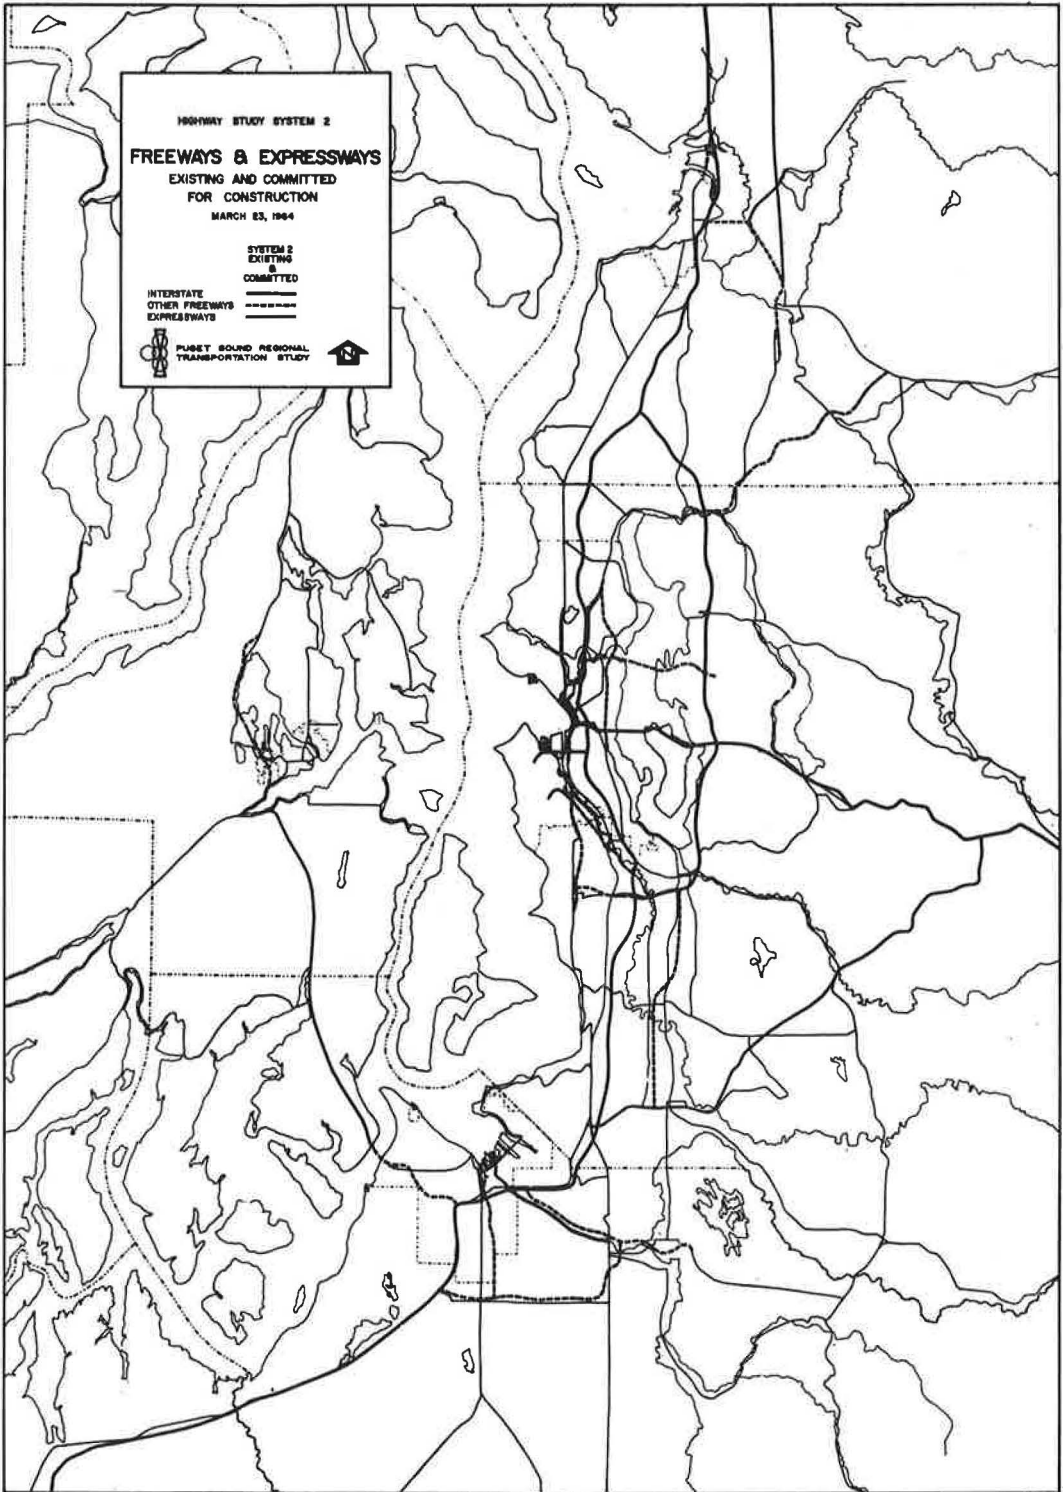 HIGHWAY STUDY SYSTEM 2
FREEWAYS & EXPRESSWAYS
EXISTING AND COMMITTED
FOR CONSTRUCTION
MARCH 23, 1964
SYSTEM 2
EXISTING
&
COMMITTED
INTERSTATE
OTHER FREEWAYS
EXPRESSWAYS
PUGET SOUND REGIONAL
TRANSPORTATION STUDY
N